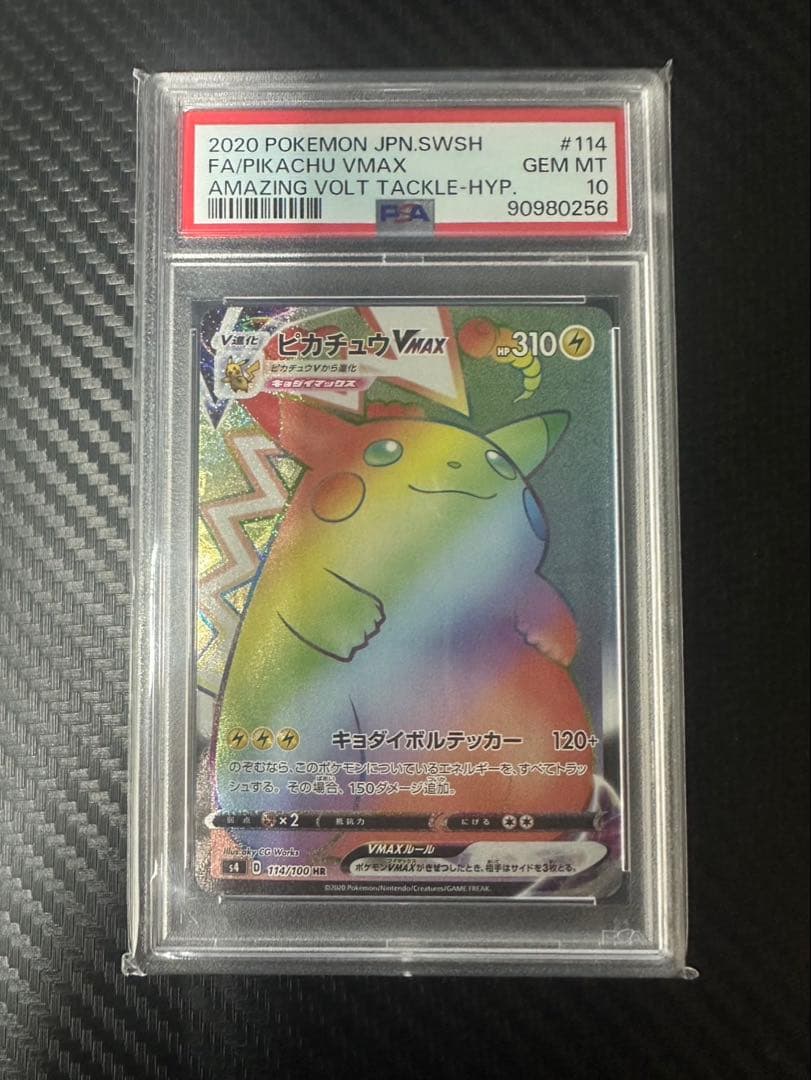 2020 POKEMON JPN.SWSH #114
FA/PIKACHU VMAX GEM MT
AMAZING VOLT TACKLE-HYP. 10
PSA 90980256
V進化 ピカチュウVMAX HP310
ピカチュウVから進化
キョダイマックス
キョダイボルテッカー 120+
のぞむなら、このポケモンについているエネルギーを、すべてトラッ
シュする。その場合、150ダメージ追加。
弱点 ×2 抵抗力 にげる
Illus. aky CG Works
VMAXルール
s4 D 114/100 HR ポケモンVMAXがきぜつしたとき、相手はサイドを3枚とる。
©2020 Pokémon/Nintendo/Creatures/GAME FREAK.